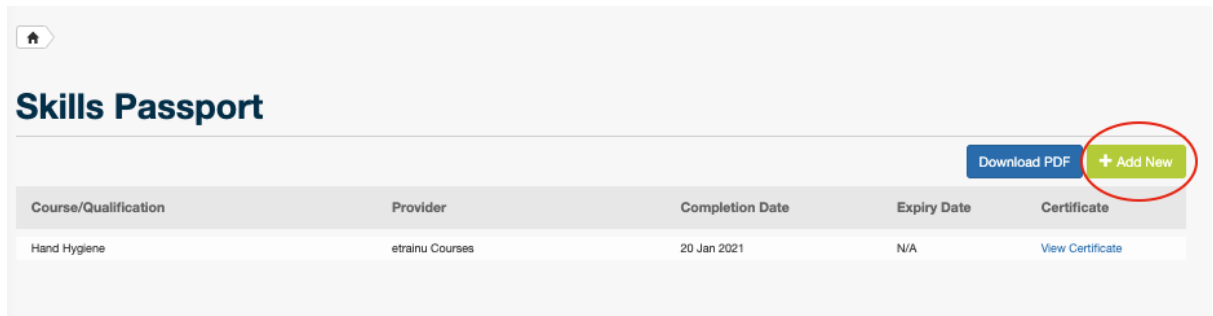 Skills Passport
Download PDF + Add New
Course/Qualification Provider Completion Date Expiry Date Certificate
Hand Hygiene etrainu Courses 20 Jan 2021 N/A View Certificate